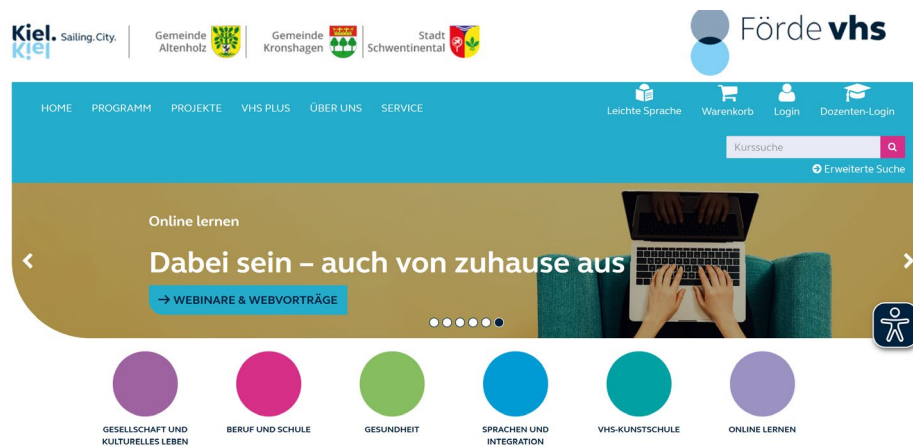 Kiel. Sailing.City.
Kiel
Gemeinde
Altenholz
Gemeinde
Kronshagen
Stadt
Schwentinental
Förde vhs
HOME PROGRAMM PROJEKTE VHS PLUS ÜBER UNS SERVICE
Leichte Sprache Warenkorb Login Dozenten-Login
Kurssuche
Erweiterte Suche
Online lernen
Dabei sein – auch von zuhause aus
→ WEBINARE & WEBVORTRÄGE
GESELLSCHAFT UND
KULTURELLES LEBEN
BERUF UND SCHULE
GESUNDHEIT
SPRACHEN UND
INTEGRATION
VHS-KUNSTSCHULE
ONLINE LERNEN